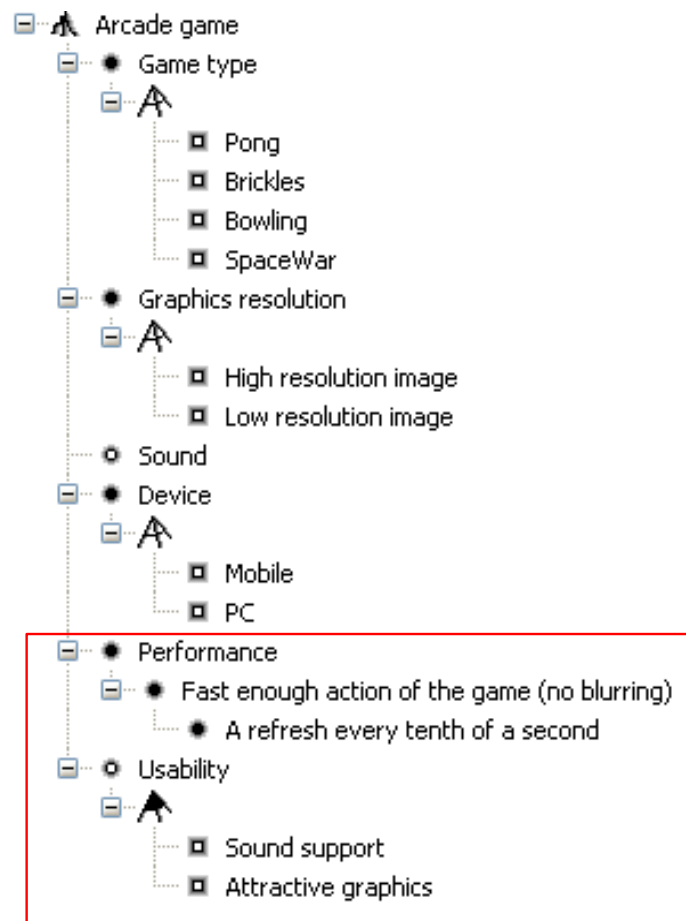 Arcade game
Game type
Pong
Brickles
Bowling
SpaceWar
Graphics resolution
High resolution image
Low resolution image
Sound
Device
Mobile
PC
Performance
Fast enough action of the game (no blurring)
A refresh every tenth of a second
Usability
Sound support
Attractive graphics